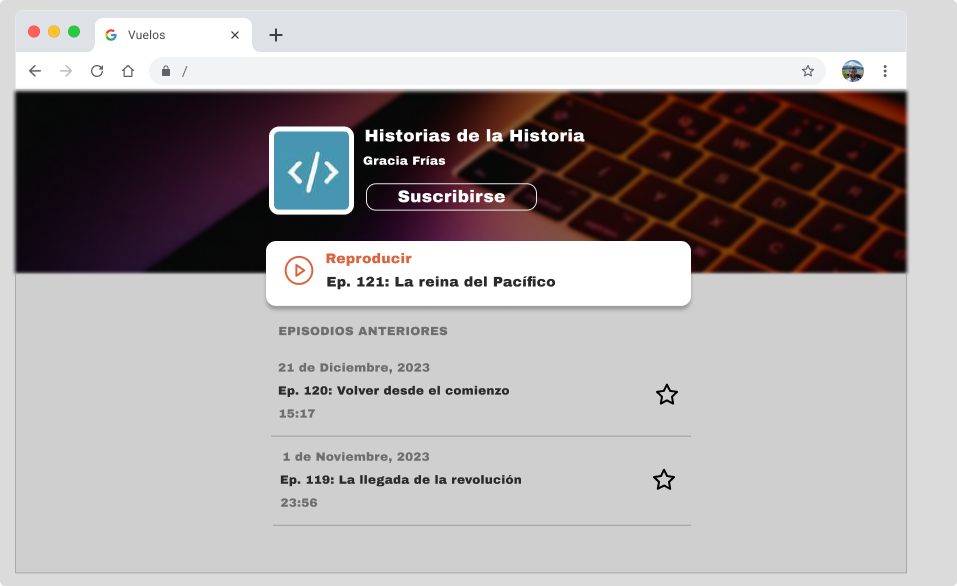 Vuelos
/
Historias de la Historia
Gracia Frías
</>
Suscribirse
Reproducir
Ep. 121: La reina del Pacífico
EPISODIOS ANTERIORES
21 de Diciembre, 2023
Ep. 120: Volver desde el comienzo
15:17
1 de Noviembre, 2023
Ep. 119: La llegada de la revolución
23:56